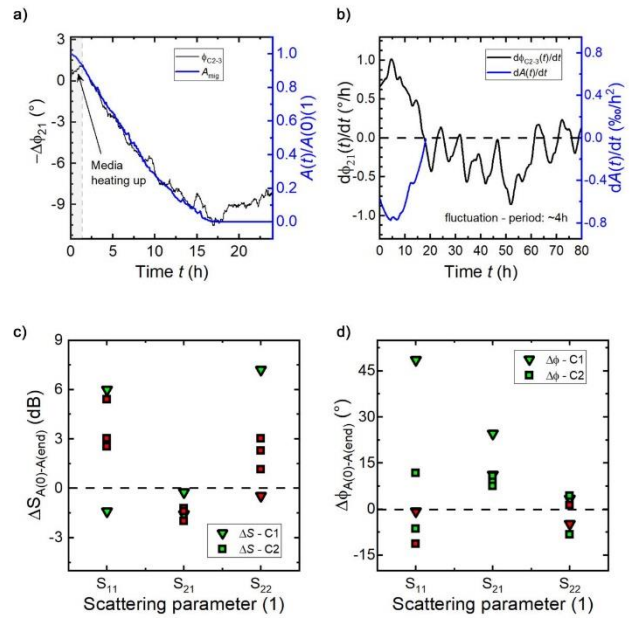 a)
b)
ϕC2-3
Amig
Media
heating up
0
-3
-6
-9
−Δϕ21 (°)
1.0
0.8
0.6
0.4
0.2
0.0
A(t)/A(0)(1)
0 5 10 15 20
Time t (h)
dϕC2-3(t)/dt
dA(t)/dt
fluctuation - period: ~4h
1.0
0.5
0.0
-0.5
-1.0
dϕ21(t)/dt (°/h)
0.8
0.4
0.0
-0.4
-0.8
dA(t)/dt (‰/h2)
0 10 20 30 40 50 60 70 80
Time t (h)
c)
d)
9
6
3
0
-3
ΔSA(0)-A(end) (dB)
ΔS - C1
ΔS - C2
S11 S21 S22
Scattering parameter (1)
Δϕ - C1
Δϕ - C2
45
30
15
0
-15
ΔϕA(0)-A(end) (°)
S11 S21 S22
Scattering parameter (1)